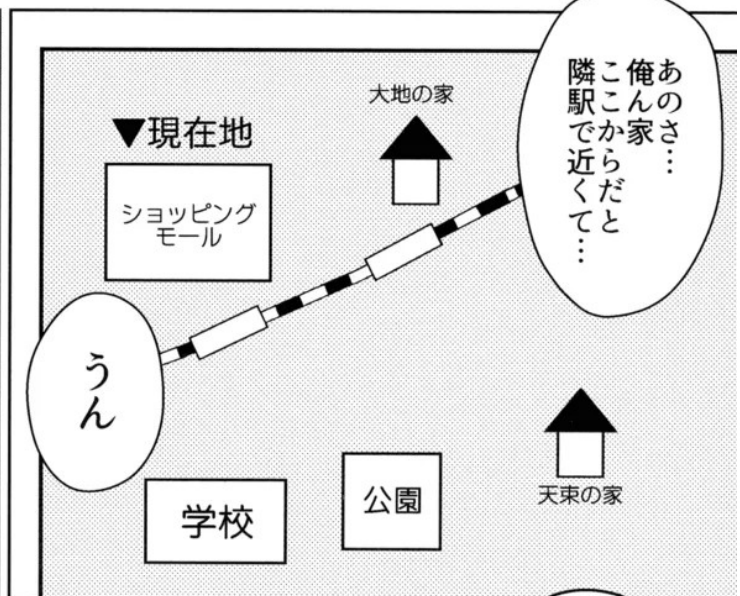 あのさ…
俺ん家
ここからだと
隣駅で近くて…
大地の家
▼現在地
ショッピング
モール
うん
天束の家
公園
学校